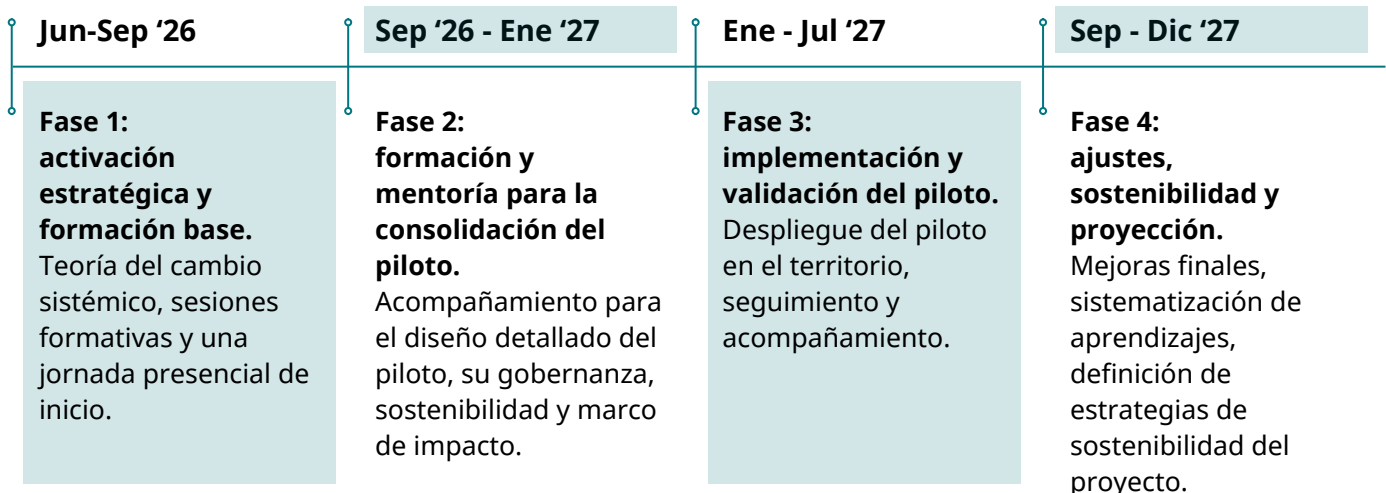 Jun-Sep ‘26
Sep ‘26 - Ene ‘27
Ene - Jul ‘27
Sep - Dic ‘27
Fase 1:
activación
estratégica y
formación base.
Teoría del cambio
sistémico, sesiones
formativas y una
jornada presencial de
inicio.
Fase 2:
formación y
mentoría para la
consolidación del
piloto.
Acompañamiento para
el diseño detallado del
piloto, su gobernanza,
sostenibilidad y marco
de impacto.
Fase 3:
implementación y
validación del piloto.
Despliegue del piloto
en el territorio,
seguimiento y
acompañamiento.
Fase 4:
ajustes,
sostenibilidad y
proyección.
Mejoras finales,
sistematización de
aprendizajes,
definición de
estrategias de
sostenibilidad del
proyecto.